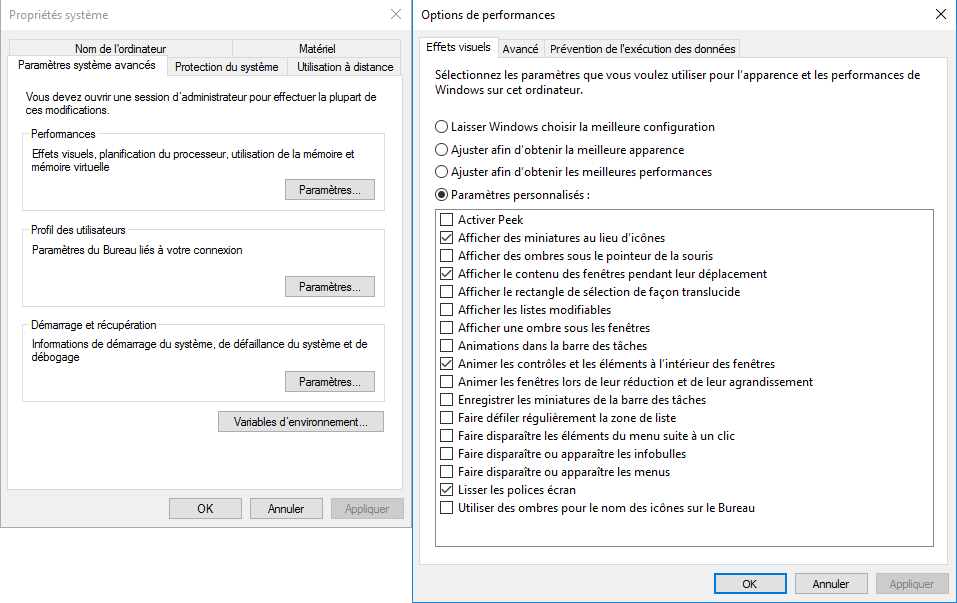 Propriétés système
Nom de l'ordinateur
Matériel
Paramètres système avancés
Protection du système
Utilisation à distance
Vous devez ouvrir une session d'administrateur pour effectuer la plupart de
ces modifications.
Performances
Effets visuels, planification du processeur, utilisation de la mémoire et
mémoire virtuelle
Paramètres...
Profil des utilisateurs
Paramètres du Bureau liés à votre connexion
Paramètres...
Démarrage et récupération
Informations de démarrage du système, de défaillance du système et de
débogage
Paramètres...
Variables d'environnement...
OK
Annuler
Appliquer
Options de performances
Effets visuels
Avancé
Prévention de l'exécution des données
Sélectionnez les paramètres que vous voulez utiliser pour l'apparence et les performances de
Windows sur cet ordinateur.
Laisser Windows choisir la meilleure configuration
Ajuster afin d'obtenir la meilleure apparence
Ajuster afin d'obtenir les meilleures performances
Paramètres personnalisés :
Activer Peek
Afficher des miniatures au lieu d'icônes
Afficher des ombres sous le pointeur de la souris
Afficher le contenu des fenêtres pendant leur déplacement
Afficher le rectangle de sélection de façon translucide
Afficher les listes modifiables
Afficher une ombre sous les fenêtres
Animations dans la barre des tâches
Animer les contrôles et les éléments à l'intérieur des fenêtres
Animer les fenêtres lors de leur réduction et de leur agrandissement
Enregistrer les miniatures de la barre des tâches
Faire défiler régulièrement la zone de liste
Faire disparaître les éléments du menu suite à un clic
Faire disparaître ou apparaître les infobulles
Faire disparaître ou apparaître les menus
Lisser les polices écran
Utiliser des ombres pour le nom des icônes sur le Bureau
OK
Annuler
Appliquer